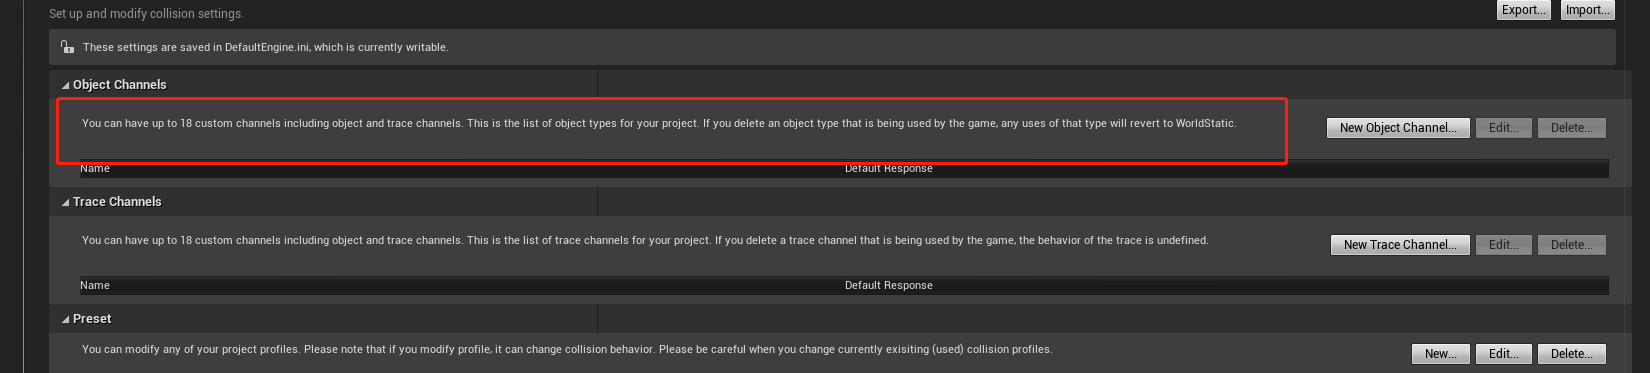 Set up and modify collision settings.
Export... Import...
These settings are saved in DefaultEngine.ini, which is currently writable.
Object Channels
You can have up to 18 custom channels including object and trace channels. This is the list of object types for your project. If you delete an object type that is being used by the game, any uses of that type will revert to WorldStatic.
New Object Channel... Edit... Delete...
Name Default Response
Trace Channels
You can have up to 18 custom channels including object and trace channels. This is the list of trace channels for your project. If you delete a trace channel that is being used by the game, the behavior of the trace is undefined.
New Trace Channel... Edit... Delete...
Name Default Response
Preset
You can modify any of your project profiles. Please note that if you modify profile, it can change collision behavior. Please be careful when you change currently exisiting (used) collision profiles.
New... Edit... Delete...